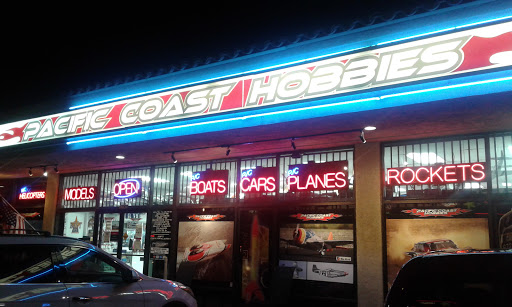 PACIFIC COAST HOBBIES
R/C HELICOPTERS
MODELS
OPEN
R/C BOATS
R/C CARS
R/C PLANES
ROCKETS